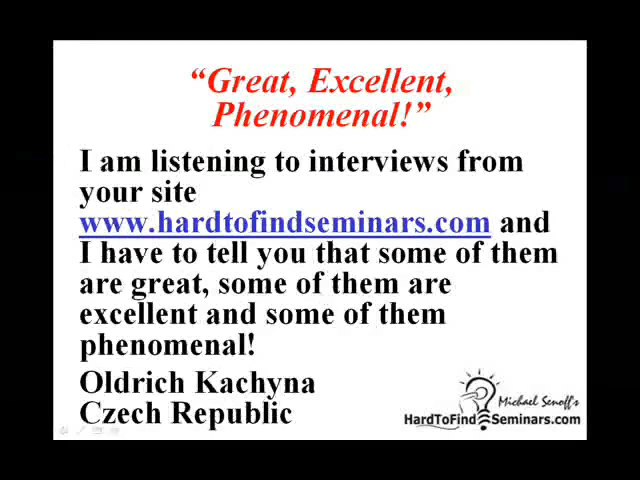 “Great, Excellent,
Phenomenal!”
I am listening to interviews from
your site
www.hardtofindseminars.com and
I have to tell you that some of them
are great, some of them are
excellent and some of them
phenomenal!
Oldrich Kachyna
Czech Republic
Michael Senoff's
HardToFindSeminars.com